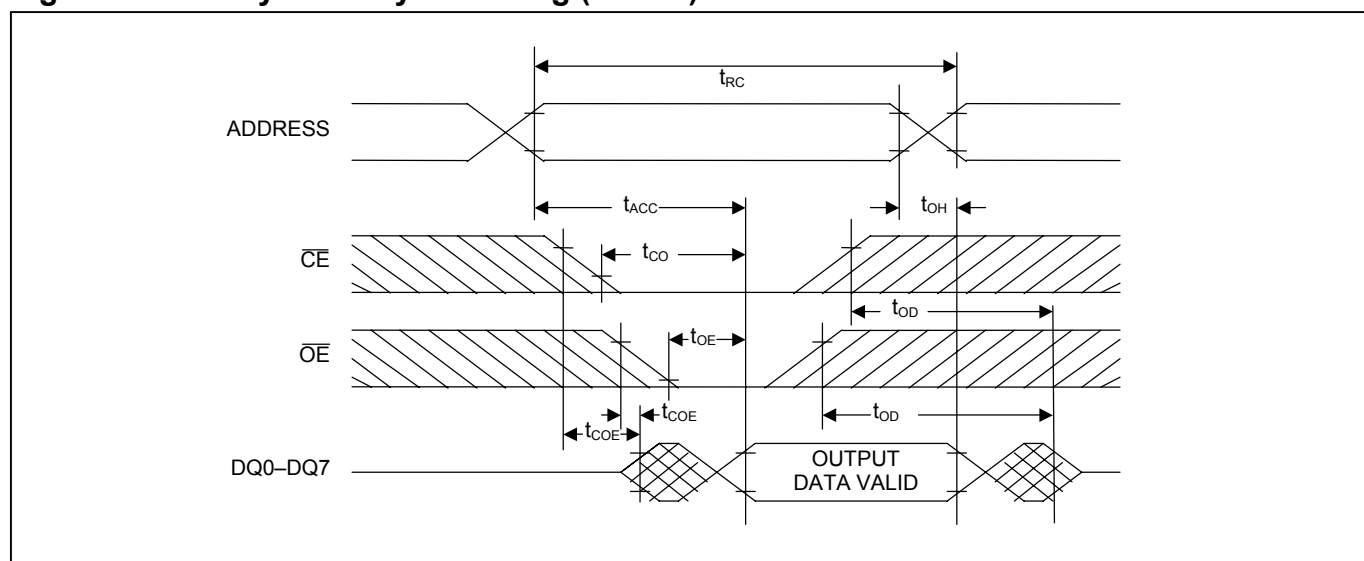 tRC
ADDRESS
tACC
tOH
CE
tCO
tOD
OE
tOE
tCOE
tOD
tCOE
DQ0–DQ7
OUTPUT
DATA VALID